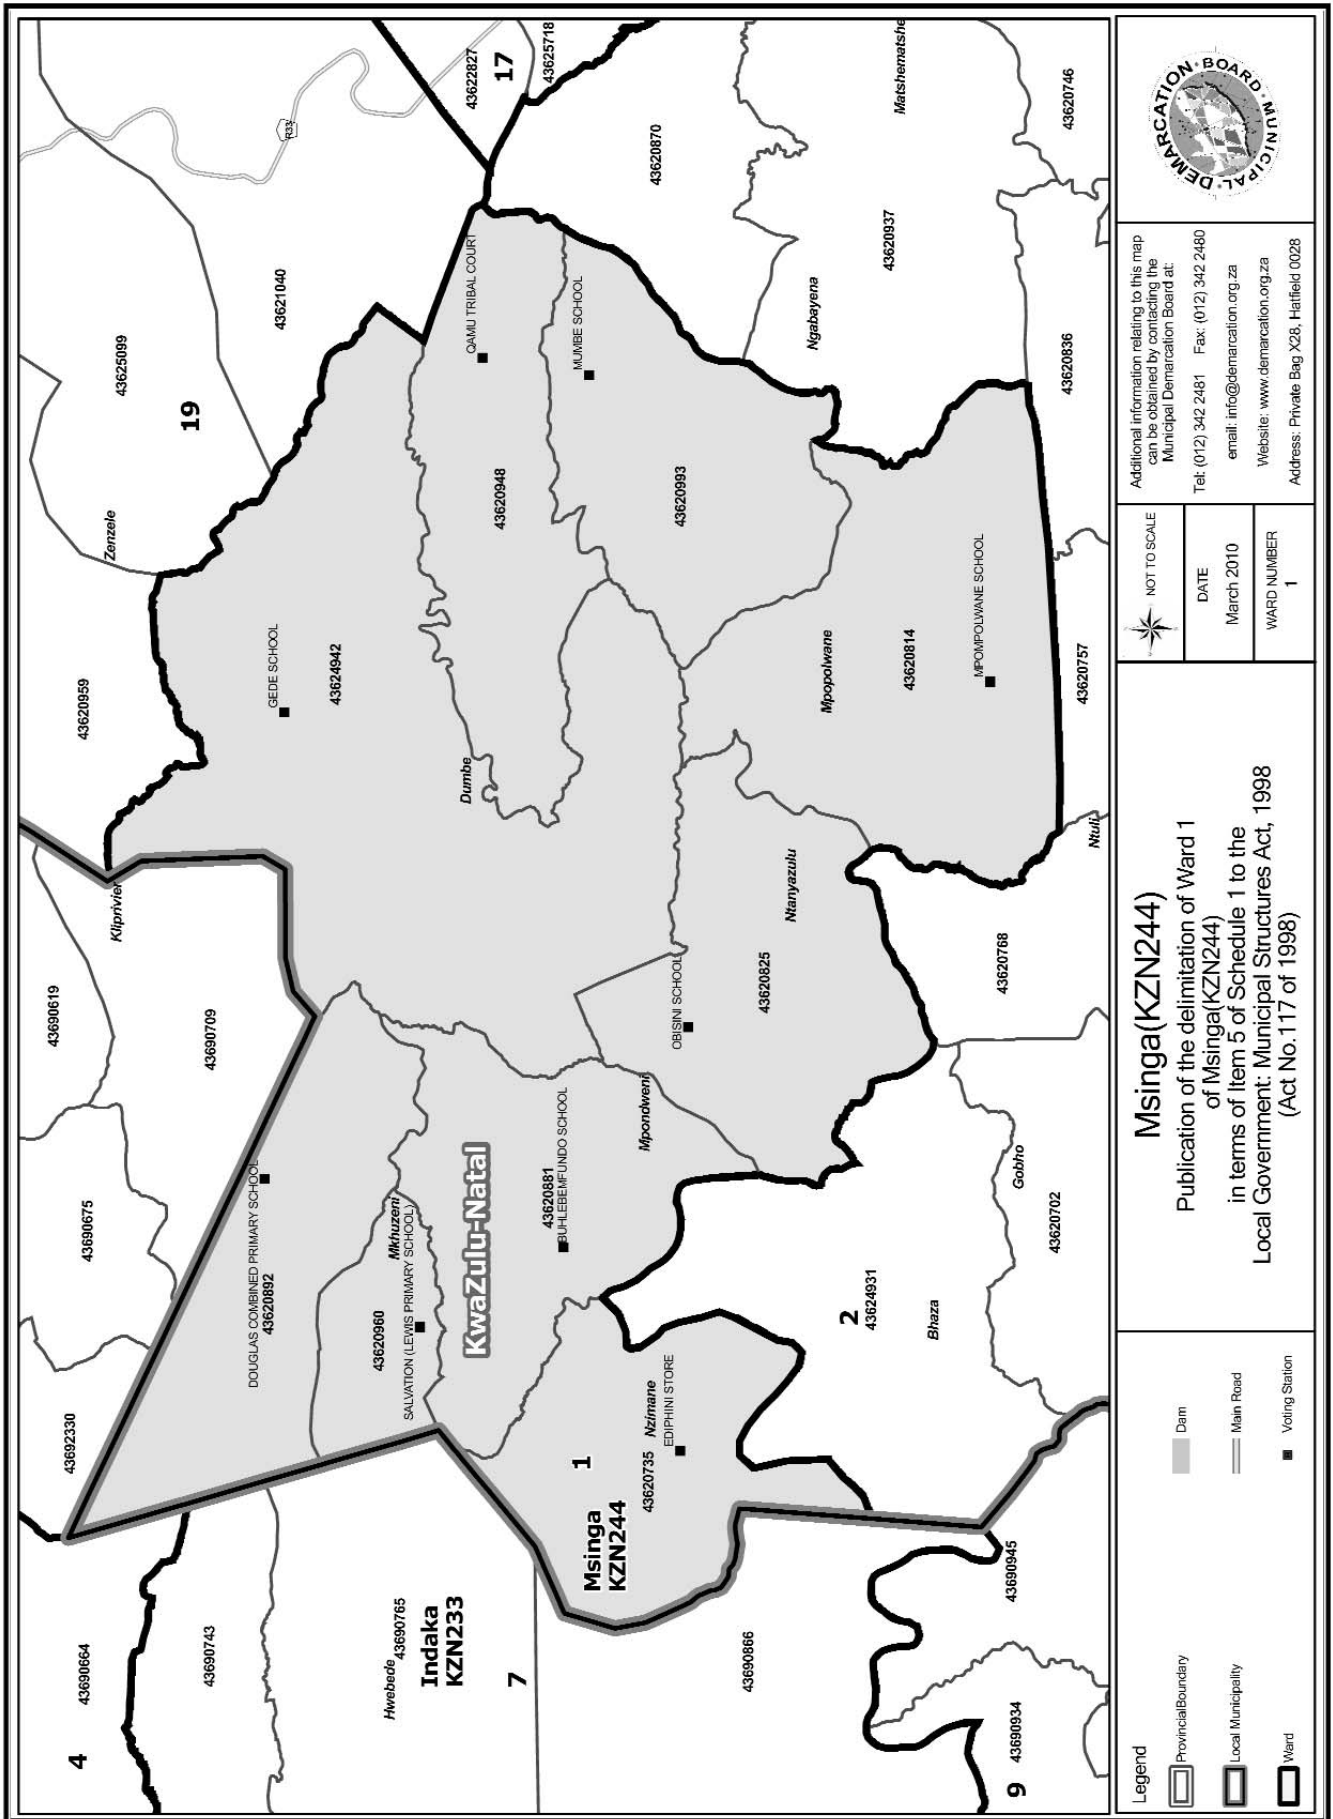 4
43690664
43692330
43690675
43690619
43620959
Zenzele
43625099
19
43621040
R33
43622827
17
43625718
43690743
43690709
Kliprivier
DOUGLAS COMBINED PRIMARY SCHOOL
43620892
GEDE SCHOOL
43624942
Hwebede
43690765
Indaka
KZN233
7
43620960
Mkhuzeni
SALVATION (LEWIS PRIMARY SCHOOL)
KwaZulu-Natal
Dumbe
43620948
QAMU TRIBAL COURT
43620881
BUHLEBEMFUNDO SCHOOL
MUMBE SCHOOL
1
Msinga
KZN244
43620735
Nzimane
EDIPHINI STORE
Mpondweni
OBISINI SCHOOL
43620993
43620870
43690866
43620825
Ntanyazulu
Mpopolwane
Ngabayena
2
43624931
Bhaza
43620814
43620937
Matshematshe
43620768
MPOMPOLWANE SCHOOL
43690945
Gobho
43620702
43690934
9
Ntuli
43620757
43620836
43620746
Legend
ProvincialBoundary
Local Municipality
Ward
Dam
Main Road
Voting Station
Msinga(KZN244)
Publication of the delimitation of Ward 1
of Msinga(KZN244)
in terms of Item 5 of Schedule 1 to the
Local Government: Municipal Structures Act, 1998
(Act No.117 of 1998)
NOT TO SCALE
DATE
March 2010
WARD NUMBER
1
Additional information relating to this map
can be obtained by contacting the
Municipal Demarcation Board at:
Tel: (012) 342 2481 Fax: (012) 342 2480
email: info@demarcation.org.za
Website: www.demarcation.org.za
Address: Private Bag X28, Hatfield 0028
MUNICIPAL · DEMARCATION · BOARD